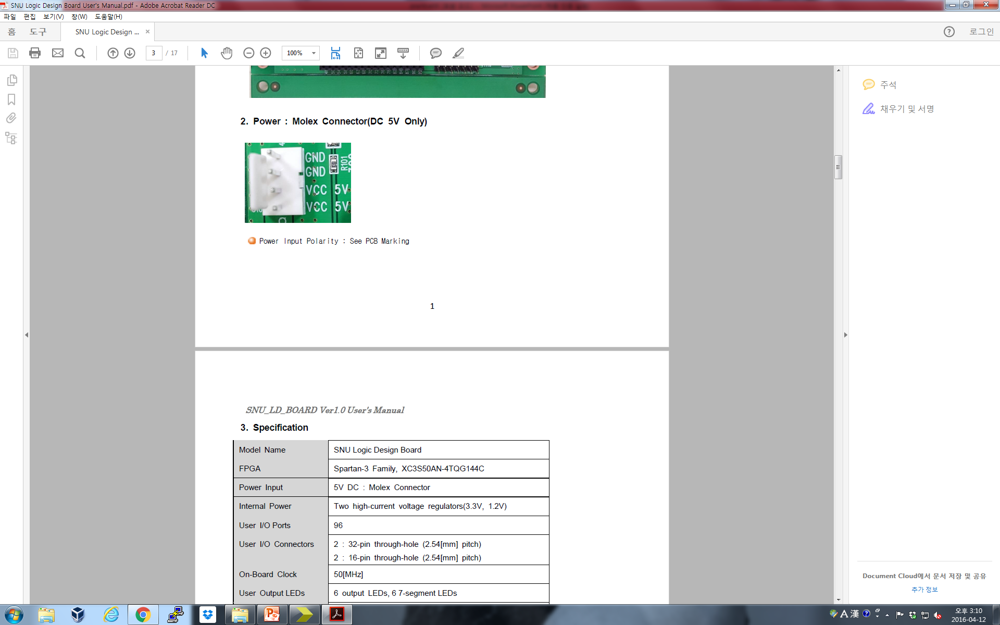 SNU Logic Design Board User's Manual.pdf - Adobe Acrobat Reader DC
파일 편집 보기(V) 창(W) 도움말(H)
홈 도구 SNU Logic Design ... 로그인
3 / 17 100%
주석
채우기 및 서명
2. Power : Molex Connector(DC 5V Only)
GND
GND
VCC 5V
VCC 5V
R101
Power Input Polarity : See PCB Marking
1
SNU_LD_BOARD Ver1.0 User's Manual
3. Specification
Model Name SNU Logic Design Board
FPGA Spartan-3 Family, XC3S50AN-4TQG144C
Power Input 5V DC : Molex Connector
Internal Power Two high-current voltage regulators(3.3V, 1.2V)
User I/O Ports 96
User I/O Connectors 2 : 32-pin through-hole (2.54[mm] pitch)
2 : 16-pin through-hole (2.54[mm] pitch)
On-Board Clock 50[MHz]
User Output LEDs 6 output LEDs, 6 7-segment LEDs
Document Cloud에서 문서 저장 및 공유
추가 정보
A 漢
오후 3:10
2016-04-12